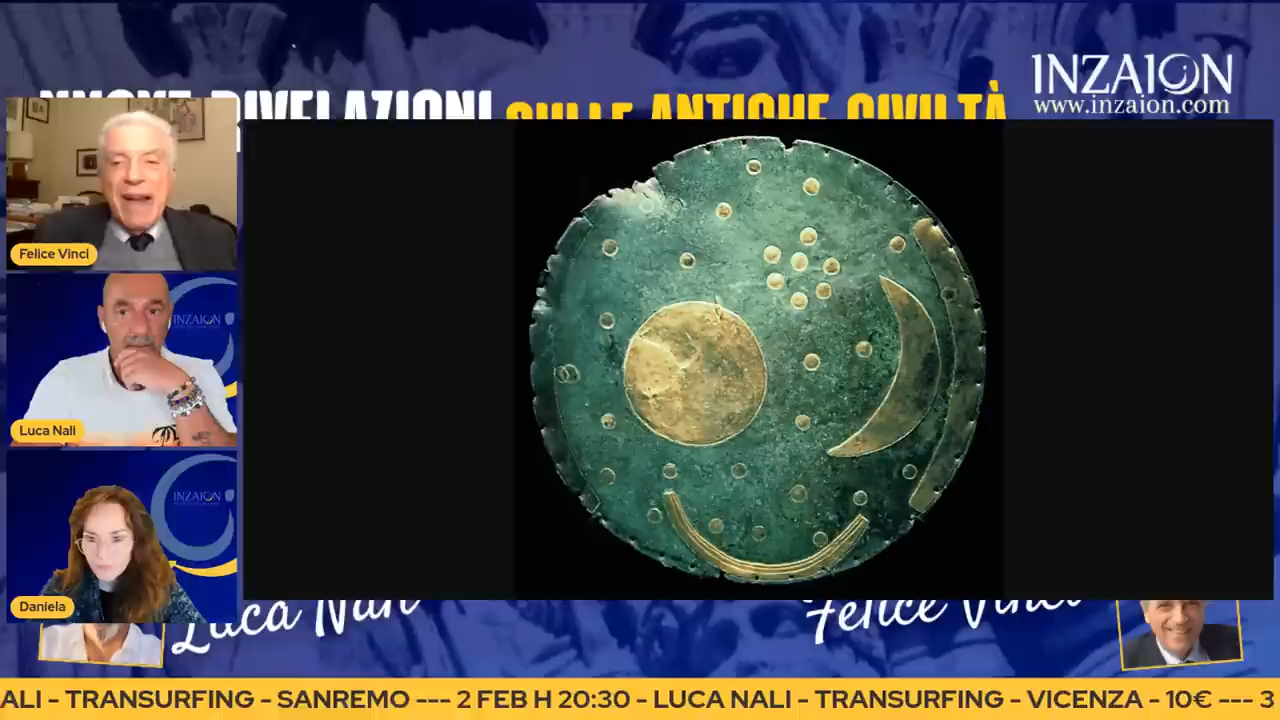 INZAION
www.inzaion.com
RIVELAZIONI SULLE ANTICHE CIVILTÀ
Felice Vinci
INZAION
Luca Nali
INZAION
Daniela
Luca Nali
Felice Vinci
ALI - TRANSURFING - SANREMO --- 2 FEB H 20:30 - LUCA NALI - TRANSURFING - VICENZA - 10€ --- 3